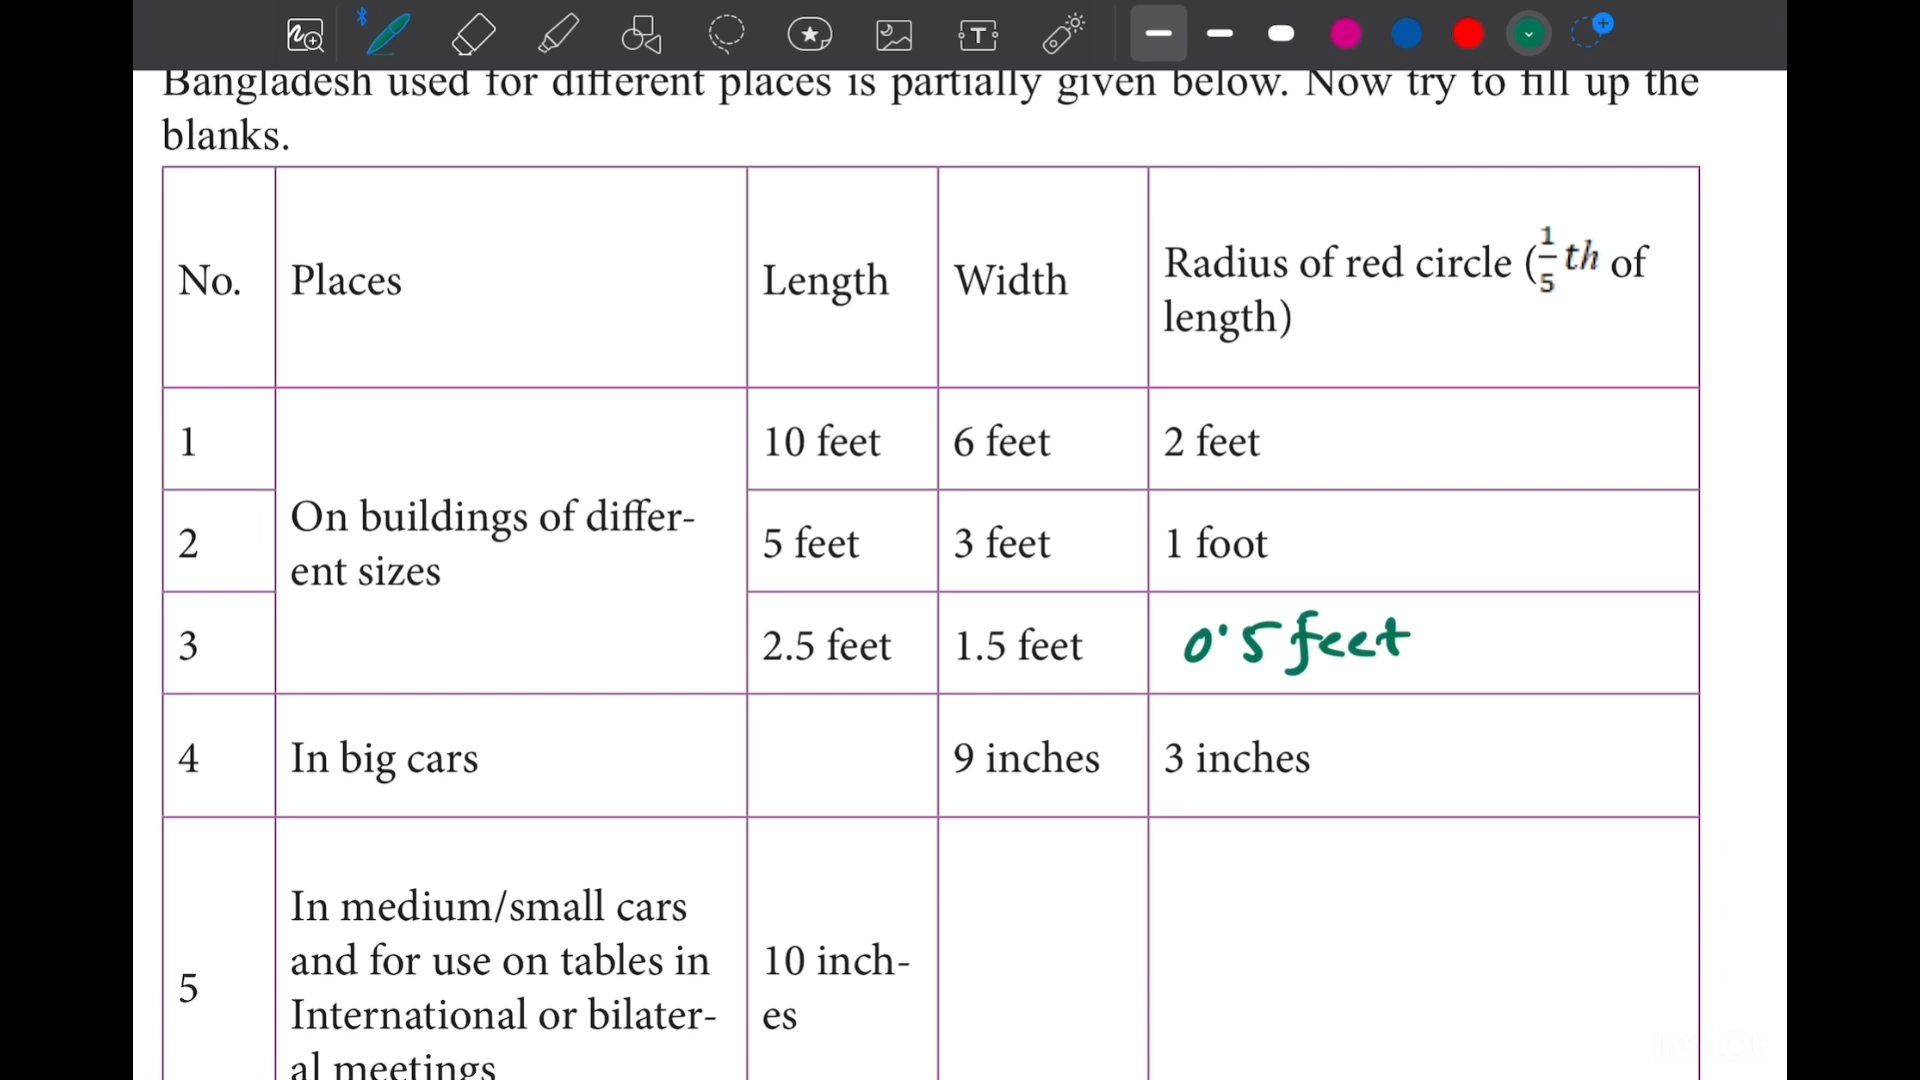 Bangladesh used for different places is partially given below. Now try to fill up the
blanks.
No. Places Length Width Radius of red circle (1/5 th of
length)
1 10 feet 6 feet 2 feet
On buildings of differ-
ent sizes
2 5 feet 3 feet 1 foot
3 2.5 feet 1.5 feet 0.5 feet
4 In big cars 9 inches 3 inches
5 In medium/small cars
and for use on tables in
International or bilater-
al meetings
10 inch-
es